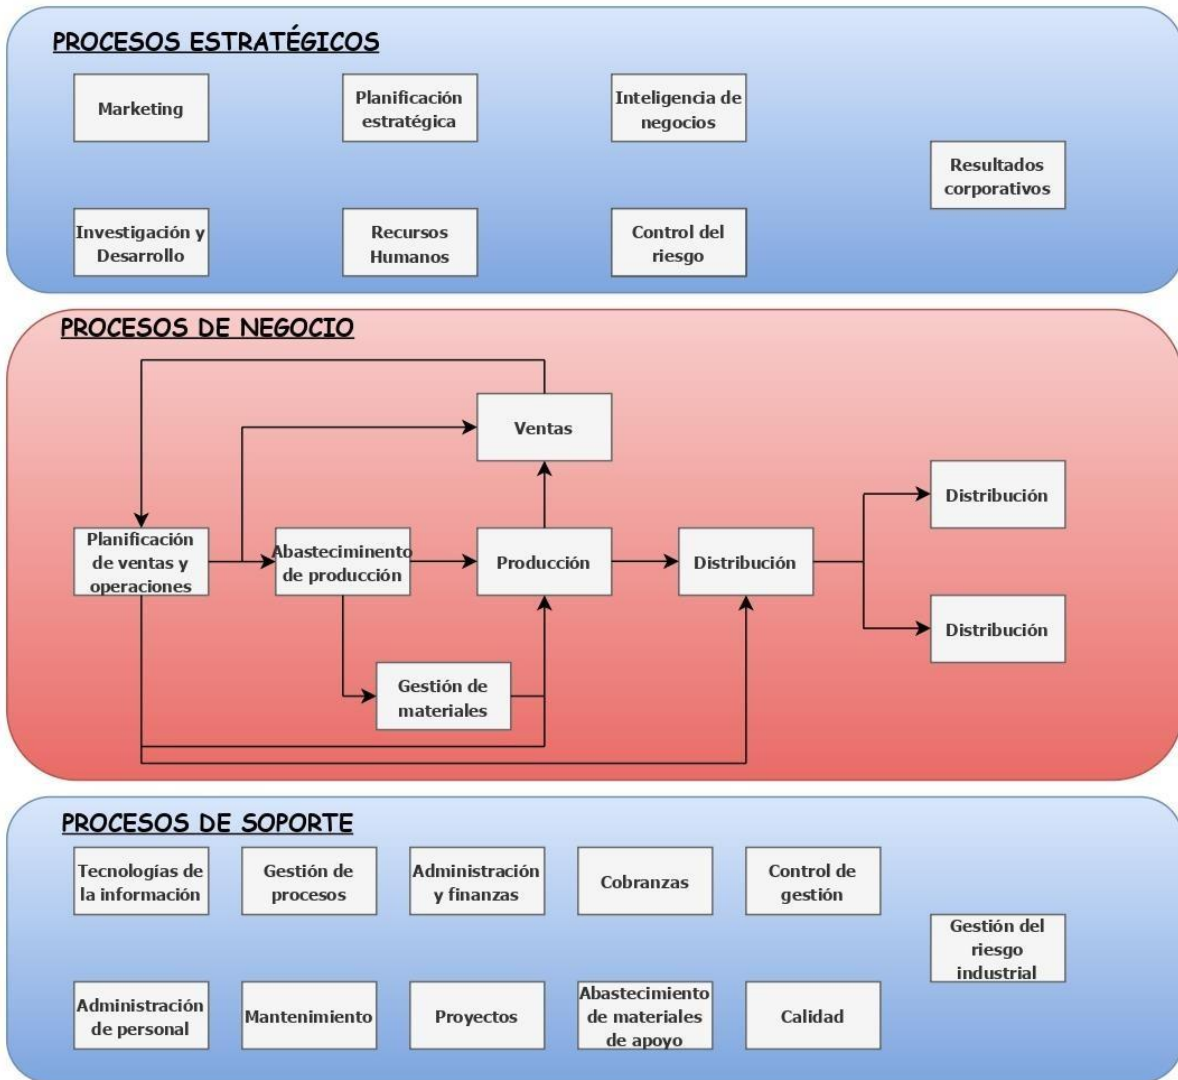 PROCESOS ESTRATÉGICOS
Marketing
Planificación
estratégica
Inteligencia de
negocios
Resultados
corporativos
Investigación y
Desarrollo
Recursos
Humanos
Control del
riesgo
PROCESOS DE NEGOCIO
Ventas
Planificación
de ventas y
operaciones
Abasteciminento
de producción
Producción
Distribución
Distribución
Distribución
Gestión de
materiales
PROCESOS DE SOPORTE
Tecnologías de
la información
Gestión de
procesos
Administración
y finanzas
Cobranzas
Control de
gestión
Gestión del
riesgo
industrial
Administración
de personal
Mantenimiento
Proyectos
Abastecimiento
de materiales
de apoyo
Calidad